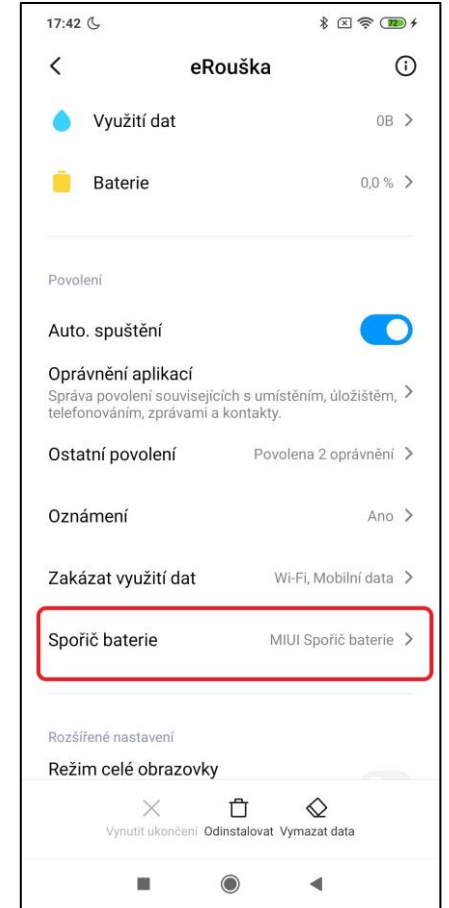 17:42
72
eRouška
Využití dat 0B
Baterie 0,0 %
Povolení
Auto. spuštění
Oprávnění aplikací
Správa povolení souvisejících s umístěním, úložištěm,
telefonováním, zprávami a kontakty.
Ostatní povolení Povolena 2 oprávnění
Oznámení Ano
Zakázat využití dat Wi-Fi, Mobilní data
Spořič baterie MIUI Spořič baterie
Rozšířené nastavení
Režim celé obrazovky
Vynutit ukončení Odinstalovat Vymazat data